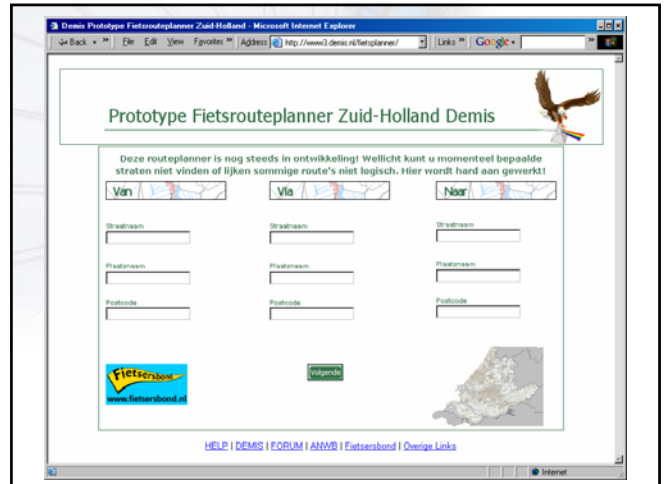 Demis Prototype Fietsrouteplanner Zuid-Holland - Microsoft Internet Explorer
Back » File Edit View Favorites » Address http://www3.demis.nl/fietsplanner/ Links » Google »
Prototype Fietsrouteplanner Zuid-Holland Demis
Deze routeplanner is nog steeds in ontwikkeling! Wellicht kunt u momenteel bepaalde
straten niet vinden of lijken sommige route's niet logisch. Hier wordt hard aan gewerkt!
Van Via Naar
Straatnaam Straatnaam Straatnaam
Plaatsnaam Plaatsnaam Plaatsnaam
Postcode Postcode Postcode
Fietsersbond
www.fietsersbond.nl
Volgende
HELP | DEMIS | FORUM | ANWB | Fietsersbond | Overige Links
Internet